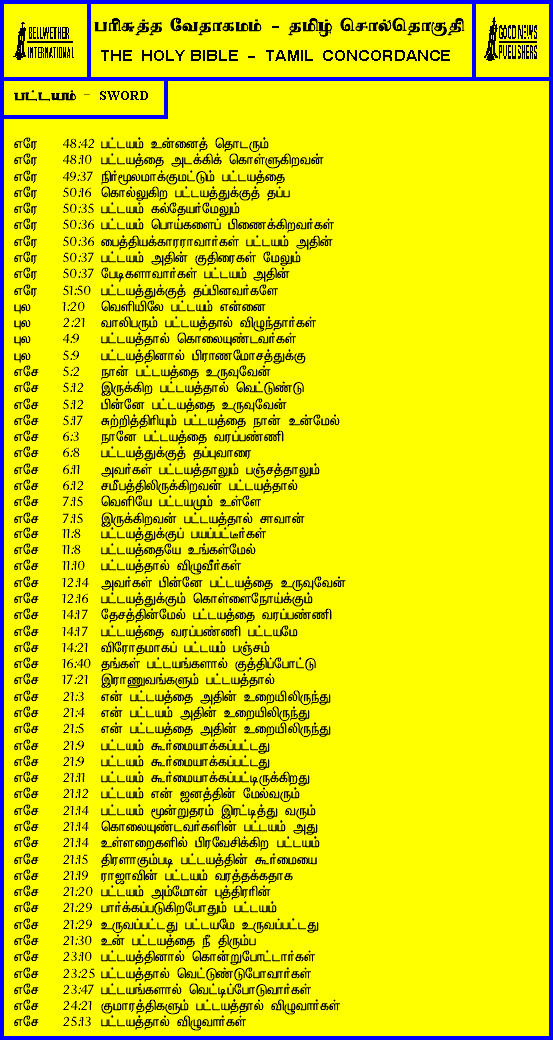 BELLWETHER
INTERNATIONAL
பரிசுத்த வேதாகமம் - தமிழ் சொல்தொகுதி
THE HOLY BIBLE - TAMIL CONCORDANCE
GOOD NEWS
PUBLISHERS
பட்டயம் - SWORD
எரே 48:42 பட்டயம் உன்னைத் தொடரும்
எரே 48:10 பட்டயத்தை அடக்கிக் கொள்ளுகிறவன்
எரே 49:37 நிர்மூலமாக்குமட்டும் பட்டயத்தை
எரே 50:16 கொல்லுகிற பட்டயத்துக்குத் தப்ப
எரே 50:35 பட்டயம் கல்தேயர்மேலும்
எரே 50:36 பட்டயம் பொய்களைப் பிணைக்கிறவர்கள்
எரே 50:36 பைத்தியக்காரராவார்கள் பட்டயம் அதின்
எரே 50:37 பட்டயம் அதின் குதிரைகள் மேலும்
எரே 50:37 பேடிகளாவார்கள் பட்டயம் அதின்
எரே 51:50 பட்டயத்துக்குத் தப்பினவர்களே
புல 1:20 வெளியிலே பட்டயம் என்னை
புல 2:21 வாலிபரும் பட்டயத்தால் விழுந்தார்கள்
புல 4:9 பட்டயத்தால் கொலையுண்டவர்கள்
புல 5:9 பட்டயத்தினால் பிராணமோசத்துக்கு
எசே 5:2 நான் பட்டயத்தை உருவுவேன்
எசே 5:12 இருக்கிற பட்டயத்தால் வெட்டுண்டு
எசே 5:12 பின்னே பட்டயத்தை உருவுவேன்
எசே 5:17 சுற்றித்திரியும் பட்டயத்தை நான் உன்மேல்
எசே 6:3 நானே பட்டயத்தை வரப்பண்ணி
எசே 6:8 பட்டயத்துக்குத் தப்புவாரை
எசே 6:11 அவர்கள் பட்டயத்தாலும் பஞ்சத்தாலும்
எசே 6:12 சமீபத்திலிருக்கிறவன் பட்டயத்தால்
எசே 7:15 வெளியே பட்டயமும் உள்ளே
எசே 7:15 இருக்கிறவன் பட்டயத்தால் சாவான்
எசே 11:8 பட்டயத்துக்குப் பயப்பட்டீர்கள்
எசே 11:8 பட்டயத்தையே உங்கள்மேல்
எசே 11:10 பட்டயத்தால் விழுவீர்கள்
எசே 12:14 அவர்கள் பின்னே பட்டயத்தை உருவுவேன்
எசே 12:16 பட்டயத்துக்கும் கொள்ளைநோய்க்கும்
எசே 14:17 தேசத்தின்மேல் பட்டயத்தை வரப்பண்ணி
எசே 14:17 பட்டயத்தை வரப்பண்ணி பட்டயமே
எசே 14:21 விரோதமாகப் பட்டயம் பஞ்சம்
எசே 16:40 தங்கள் பட்டயங்களால் குத்திப்போட்டு
எசே 17:21 இராணுவங்களும் பட்டயத்தால்
எசே 21:3 என் பட்டயத்தை அதின் உறையிலிருந்து
எசே 21:4 என் பட்டயம் அதின் உறையிலிருந்து
எசே 21:5 என் பட்டயத்தை அதின் உறையிலிருந்து
எசே 21:9 பட்டயம் கூர்மையாக்கப்பட்டது
எசே 21:9 பட்டயம் கூர்மையாக்கப்பட்டது
எசே 21:11 பட்டயம் கூர்மையாக்கப்பட்டிருக்கிறது
எசே 21:12 பட்டயம் என் ஜனத்தின் மேல்வரும்
எசே 21:14 பட்டயம் மூன்றுதரம் இரட்டித்து வரும்
எசே 21:14 கொலையுண்டவர்களின் பட்டயம் அது
எசே 21:14 உள்ளறைகளில் பிரவேசிக்கிற பட்டயம்
எசே 21:15 திரளாகும்படி பட்டயத்தின் கூர்மையை
எசே 21:19 ராஜாவின் பட்டயம் வரத்தக்கதாக
எசே 21:20 பட்டயம் அம்மோன் புத்திரரின்
எசே 21:29 பார்க்கப்படுகிறபோதும் பட்டயம்
எசே 21:29 உருவப்பட்டது பட்டயமே உருவப்பட்டது
எசே 21:30 உன் பட்டயத்தை நீ திரும்ப
எசே 23:10 பட்டயத்தினால் கொன்றுபோட்டார்கள்
எசே 23:25 பட்டயத்தால் வெட்டுண்டுபோவார்கள்
எசே 23:47 பட்டயங்களால் வெட்டிப்போடுவார்கள்
எசே 24:21 குமாரத்திகளும் பட்டயத்தால் விழுவார்கள்
எசே 25:13 பட்டயத்தால் விழுவார்கள்